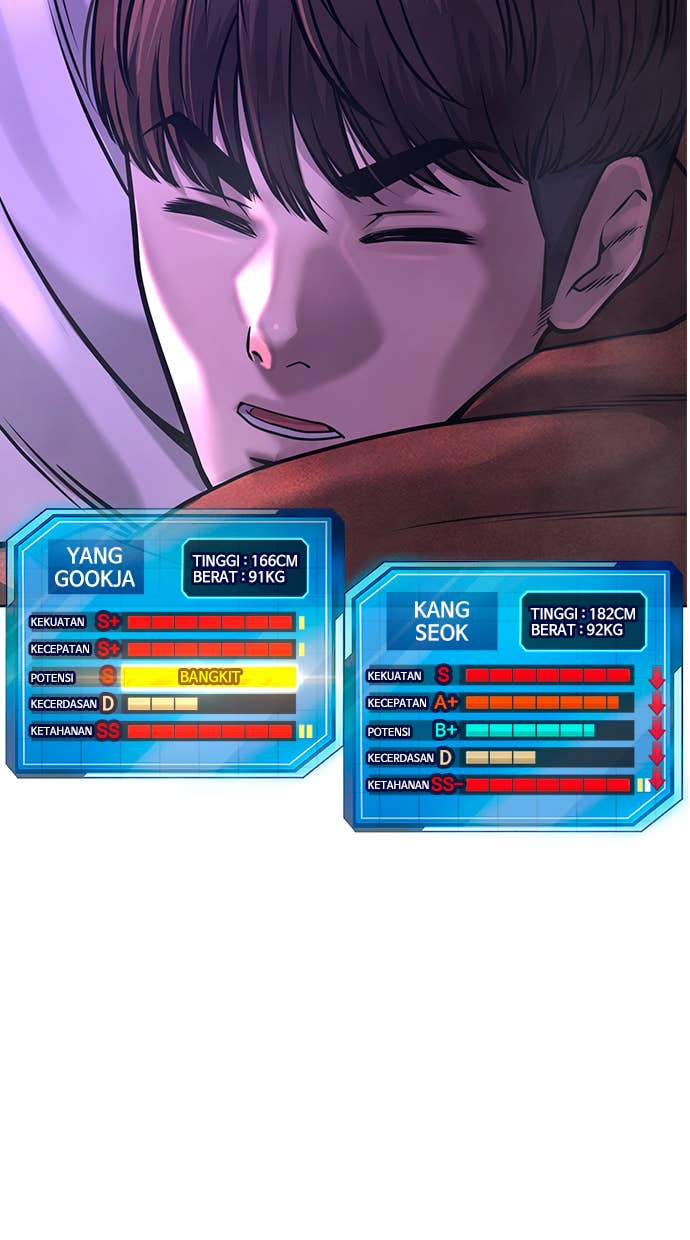 YANG
GOOKJA
TINGGI : 166CM
BERAT : 91KG
KEKUATAN S+
KECEPATAN S+
POTENSI S BANGKIT
KECERDASAN D
KETAHANAN SS
KANG
SEOK
TINGGI : 182CM
BERAT : 92KG
KEKUATAN S
KECEPATAN A+
POTENSI B+
KECERDASAN D
KETAHANAN SS-